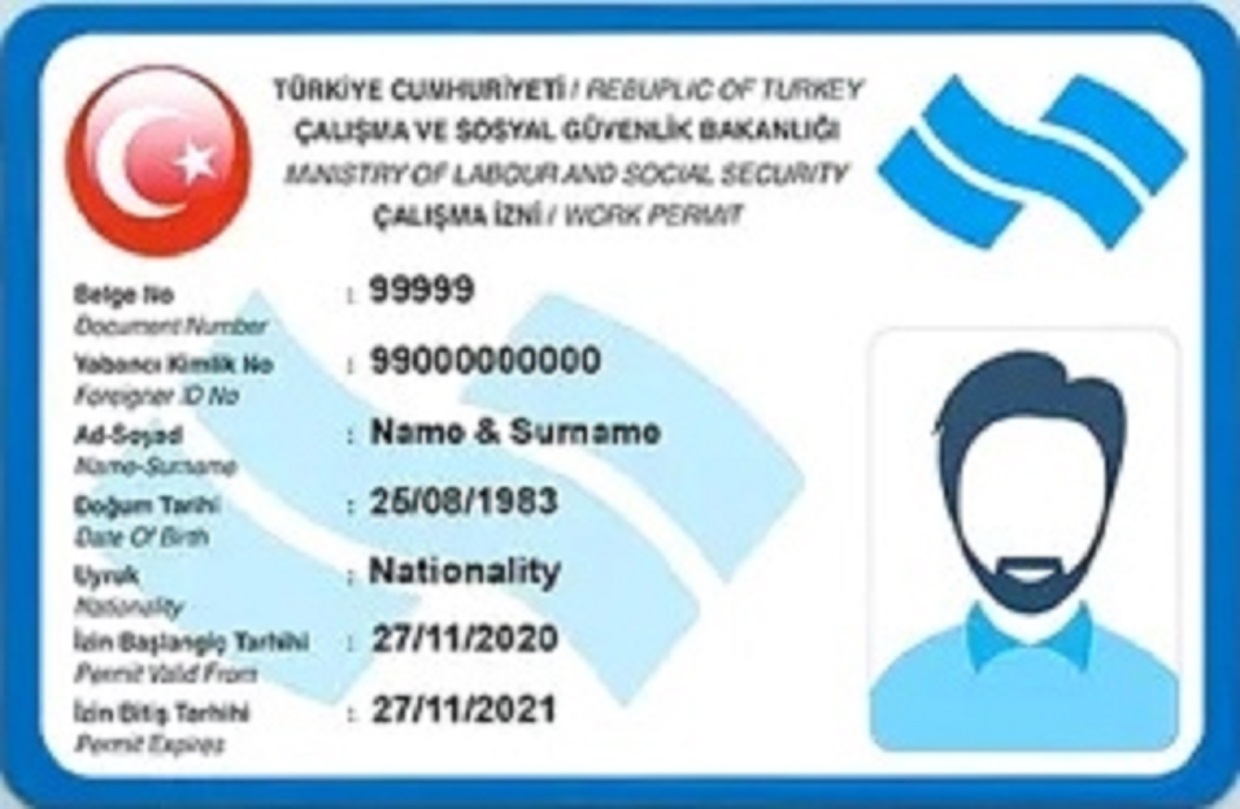 TÜRKİYE CUMHURİYETİ / REBUPLIC OF TURKEY
ÇALIŞMA VE SOSYAL GÜVENLİK BAKANLIĞI
MINISTRY OF LABOUR AND SOCIAL SECURITY
ÇALIŞMA İZNİ / WORK PERMIT
Belge No : 99999
Document Number
Yabancı Kimlik No : 99000000000
Foreigner ID No
Ad-Soyad : Name & Surname
Name-Surname
Doğum Tarihi : 25/08/1983
Date Of Birth
Uyruk : Nationality
Nationality
İzin Başlangiç Tarhihi : 27/11/2020
Permit Valid From
İzin Bitiş Tarhihi : 27/11/2021
Permit Expires